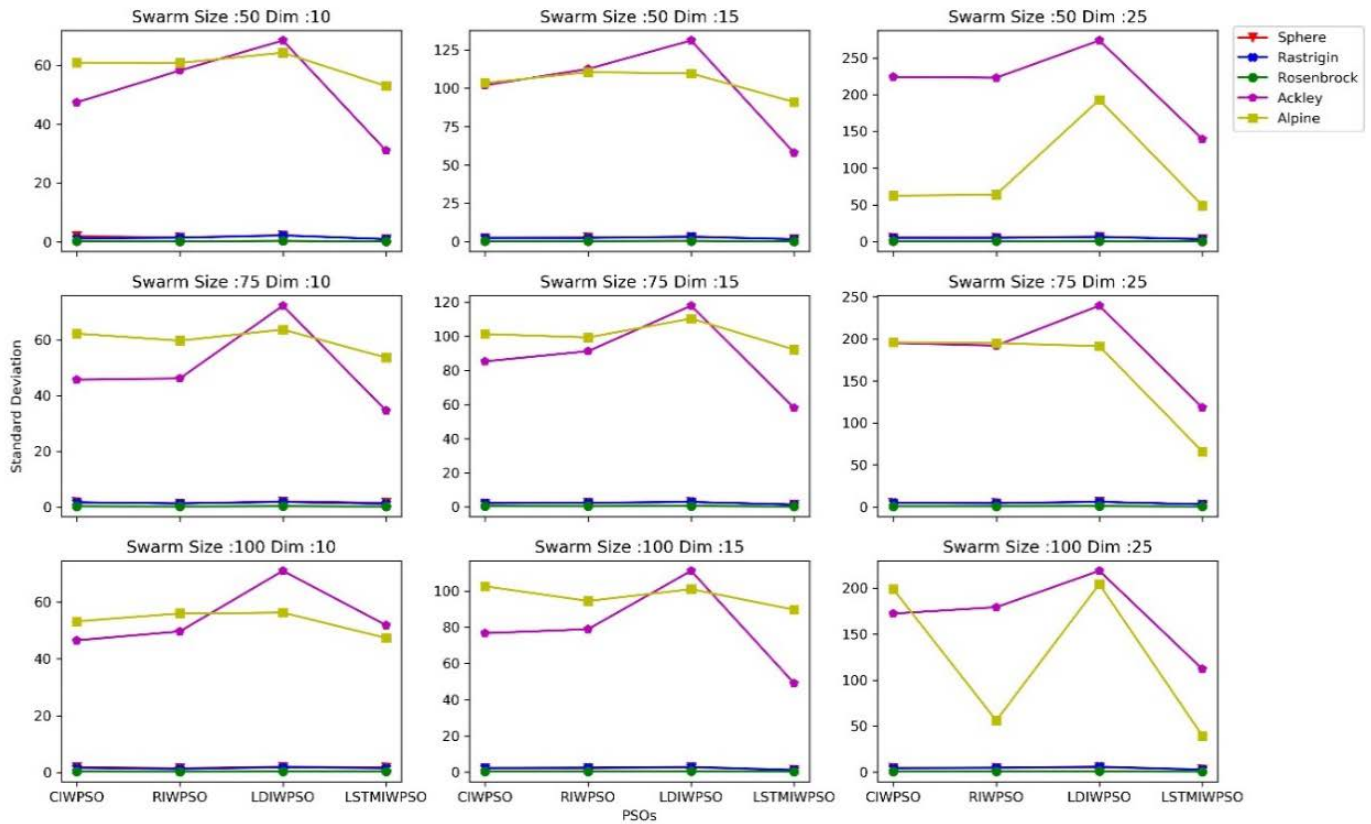 Swarm Size :50 Dim :10
60
40
20
0
Swarm Size :50 Dim :15
125
100
75
50
25
0
Swarm Size :50 Dim :25
250
200
150
100
50
0
Sphere
Rastrigin
Rosenbrock
Ackley
Alpine
Standard Deviation
Swarm Size :75 Dim :10
60
40
20
0
Swarm Size :75 Dim :15
120
100
80
60
40
20
0
Swarm Size :75 Dim :25
250
200
150
100
50
0
Swarm Size :100 Dim :10
60
40
20
0
CIWPSO RIWPSO LDIWPSO LSTMIWPSO
Swarm Size :100 Dim :15
100
80
60
40
20
0
CIWPSO RIWPSO LDIWPSO LSTMIWPSO
PSOs
Swarm Size :100 Dim :25
200
150
100
50
0
CIWPSO RIWPSO LDIWPSO LSTMIWPSO